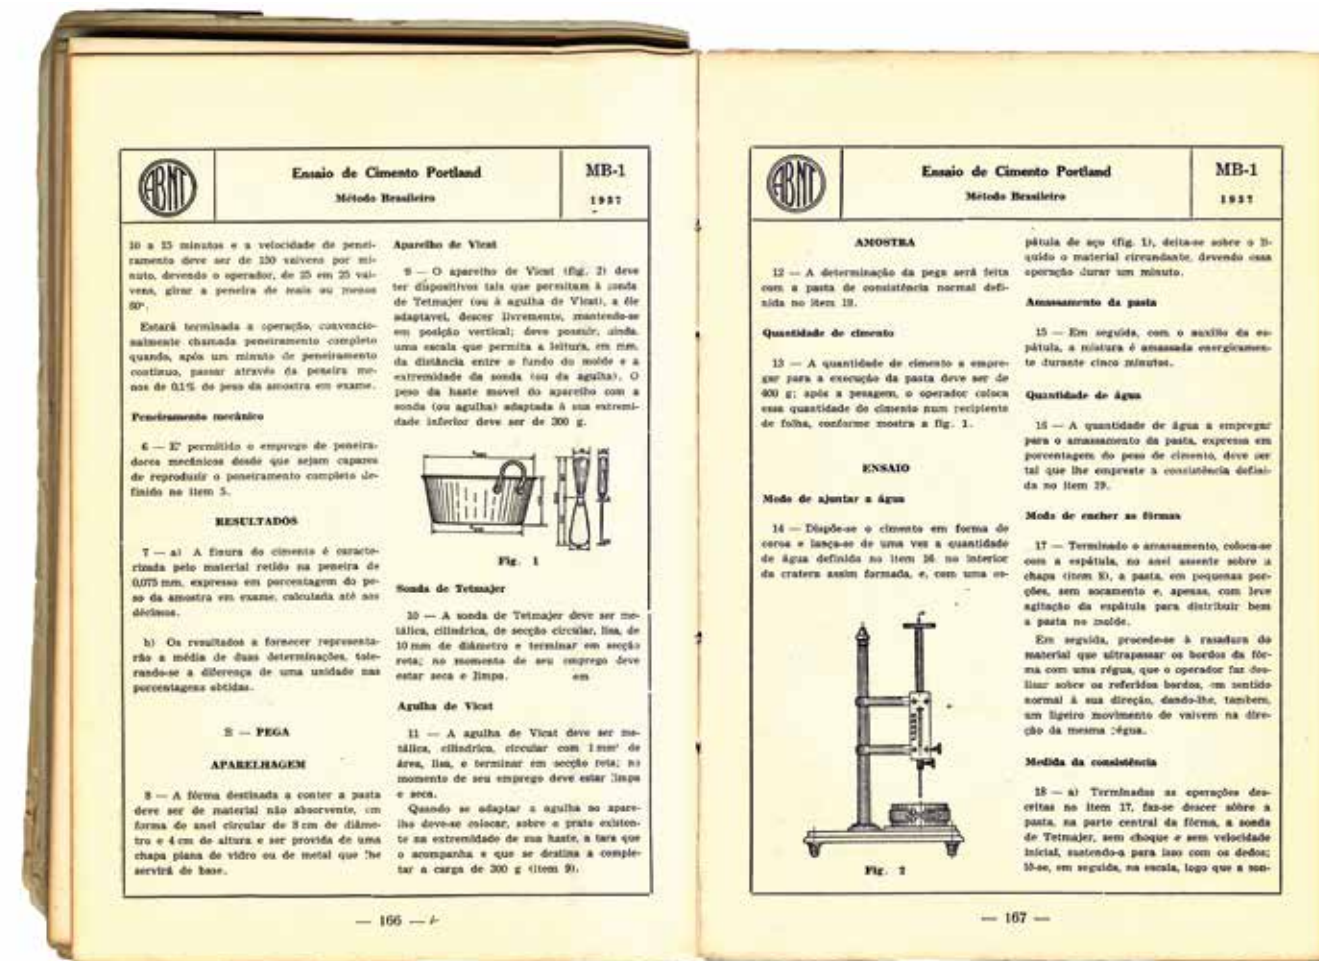 ABNT
Ensaio de Cimento Portland
Método Brasileiro
MB-1
1937
10 a 15 minutos e a velocidade de penei-
ramento deve ser de 150 vaivens por mi-
nuto, devendo o operador, de 25 em 25 vai-
vens, girar a peneira de mais ou menos
60°.
Estará terminada a operação, convencio-
nalmente chamada peneiramento completo
quando, após um minuto de peneiramento
contínuo, passar através da peneira me-
nos de 0,1% do peso da amostra em exame.
Peneiramento mecânico
6 — E' permitido o emprego de peneira-
dores mecânicos desde que sejam capazes
de reproduzir o peneiramento completo de-
finido no item 5.
RESULTADOS
7 — a) A finura do cimento é caracte-
rizada pelo material retido na peneira de
0,075 mm, expresso em porcentagem do pe-
so da amostra em exame, calculada até aos
décimos.
b) Os resultados a fornecer representa-
rão a média de duas determinações, tole-
rando-se a diferença de uma unidade nas
porcentagens obtidas.
— PEGA
APARELHAGEM
8 — A fôrma destinada a conter a pasta
deve ser de material não absorvente, em
forma de anel circular de 8 cm de diâme-
tro e 4 cm de altura e ser provida de uma
chapa plana de vidro ou de metal que lhe
servirá de base.
Aparelho de Vicat
9 — O aparelho de Vicat (fig. 2) deve
ter dispositivos tais que permitam à sonda
de Tetmajer (ou à agulha de Vicat), a êle
adaptavel, descer livremente, mantendo-se
em posição vertical; deve possuir, ainda,
uma escala que permita a leitura, em mm,
da distância entre o fundo do molde e a
extremidade da sonda (ou da agulha). O
peso da haste movel do aparelho com a
sonda (ou agulha) adaptada à sua extremi-
dade inferior deve ser de 300 g.
Fig. 1
Sonda de Tetmajer
10 — A sonda de Tetmajer deve ser me-
tálica, cilíndrica, de secção circular, lisa, de
10 mm de diâmetro e terminar em secção
reta; no momento de seu emprego deve
estar seca e limpa. em
Agulha de Vicat
11 — A agulha de Vicat deve ser me-
tálica, cilíndrica, circular com 1 mm² de
área, lisa, e terminar em secção reta; no
momento de seu emprego deve estar limpa
e seca.
Quando se adaptar a agulha ao apare-
lho deve-se colocar, sobre o prato existen-
te na extremidade de sua haste, a tara que
o acompanha e que se destina a comple-
tar a carga de 300 g (item 9).
— 166 —
ABNT
Ensaio de Cimento Portland
Método Brasileiro
MB-1
1937
AMOSTRA
12 — A determinação da pega será feita
com a pasta de consistência normal defi-
nida no item 19.
Quantidade de cimento
13 — A quantidade de cimento a empre-
gar para a execução da pasta deve ser de
400 g; após a pesagem, o operador coloca
essa quantidade de cimento num recipiente
de folha, conforme mostra a fig. 1.
ENSAIO
Modo de ajuntar a água
14 — Dispõe-se o cimento em forma de
coroa e lança-se de uma vez a quantidade
de água definida no item 16 no interior
da cratera assim formada, e, com uma es-
Fig. 2
pátula de aço (fig. 1), deita-se sobre o lí-
quido o material circundante, devendo essa
operação durar um minuto.
Amassamento da pasta
15 — Em seguida, com o auxílio da es-
pátula, a mistura é amassada energicamen-
te durante cinco minutos.
Quantidade de água
16 — A quantidade de água a empregar
para o amassamento da pasta, expressa em
porcentagem do peso de cimento, deve ser
tal que lhe empreste a consistência defini-
da no item 19.
Modo de encher as fôrmas
17 — Terminado o amassamento, coloca-se
com a espátula, no anel assente sobre a
chapa (item 8), a pasta, em pequenas por-
ções, sem socamento e, apenas, com leve
agitação da espátula para distribuir bem
a pasta no molde.
Em seguida, procede-se à rasadura do
material que ultrapassar os bordos da fôr-
ma com uma régua, que o operador faz des-
lisar sobre os referidos bordos, em sentido
normal à sua direção, dando-lhe, tambem,
um ligeiro movimento de vaivem na dire-
ção da mesma régua.
Medida da consistência
18 — a) Terminadas as operações des-
critas no item 17, faz-se descer sôbre a
pasta, na parte central da fôrma, a sonda
de Tetmajer, sem choque e sem velocidade
inicial, sustendo-a para isso com os dedos;
lê-se, em seguida, na escala, logo que a son-
— 167 —